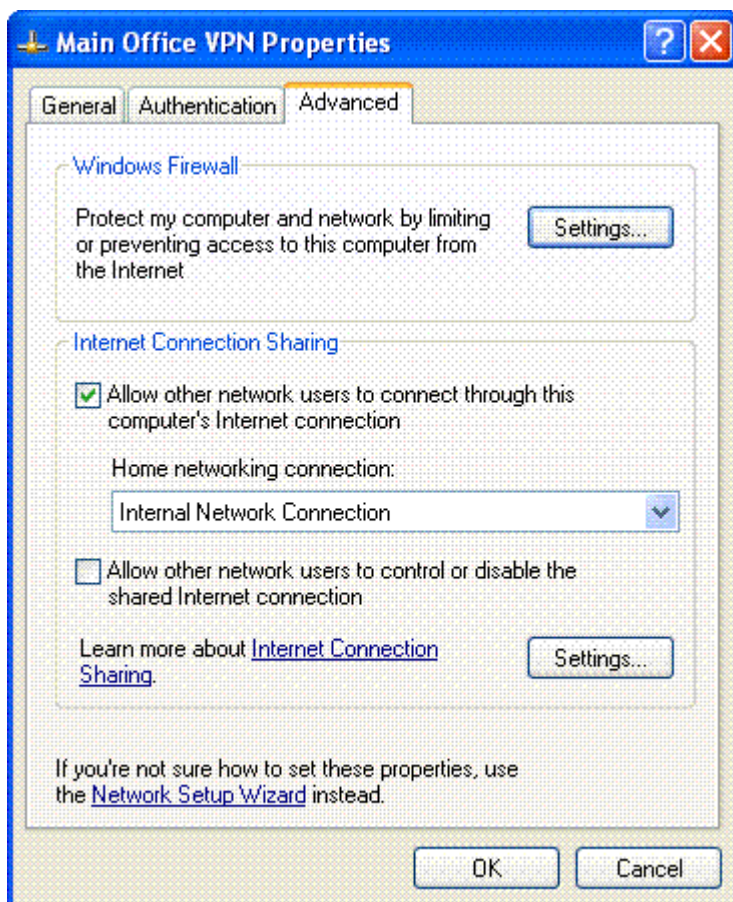 Main Office VPN Properties
General Authentication Advanced
Windows Firewall
Protect my computer and network by limiting
or preventing access to this computer from
the Internet
Settings...
Internet Connection Sharing
Allow other network users to connect through this
computer's Internet connection
Home networking connection:
Internal Network Connection
Allow other network users to control or disable the
shared Internet connection
Learn more about Internet Connection
Sharing.
Settings...
If you're not sure how to set these properties, use
the Network Setup Wizard instead.
OK Cancel